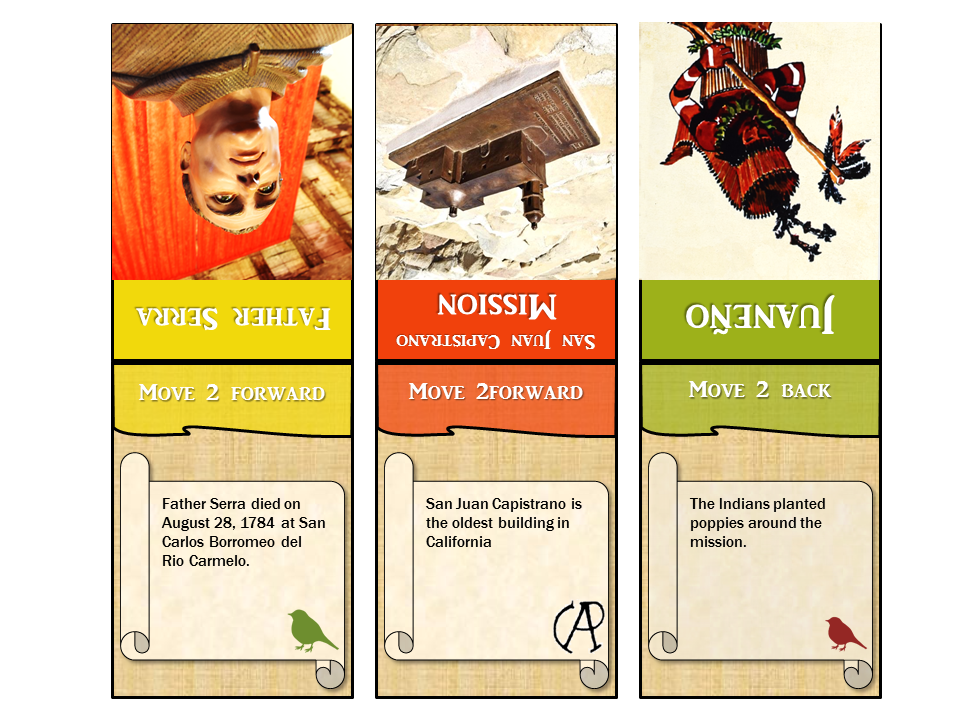 Father Serra
Move 2 forward
Father Serra died on
August 28, 1784 at San
Carlos Borromeo del
Rio Carmelo.
Mission
San Juan Capistrano
Move 2forward
San Juan Capistrano is
the oldest building in
California
CAP
Juaneño
Move 2 back
The Indians planted
poppies around the
mission.